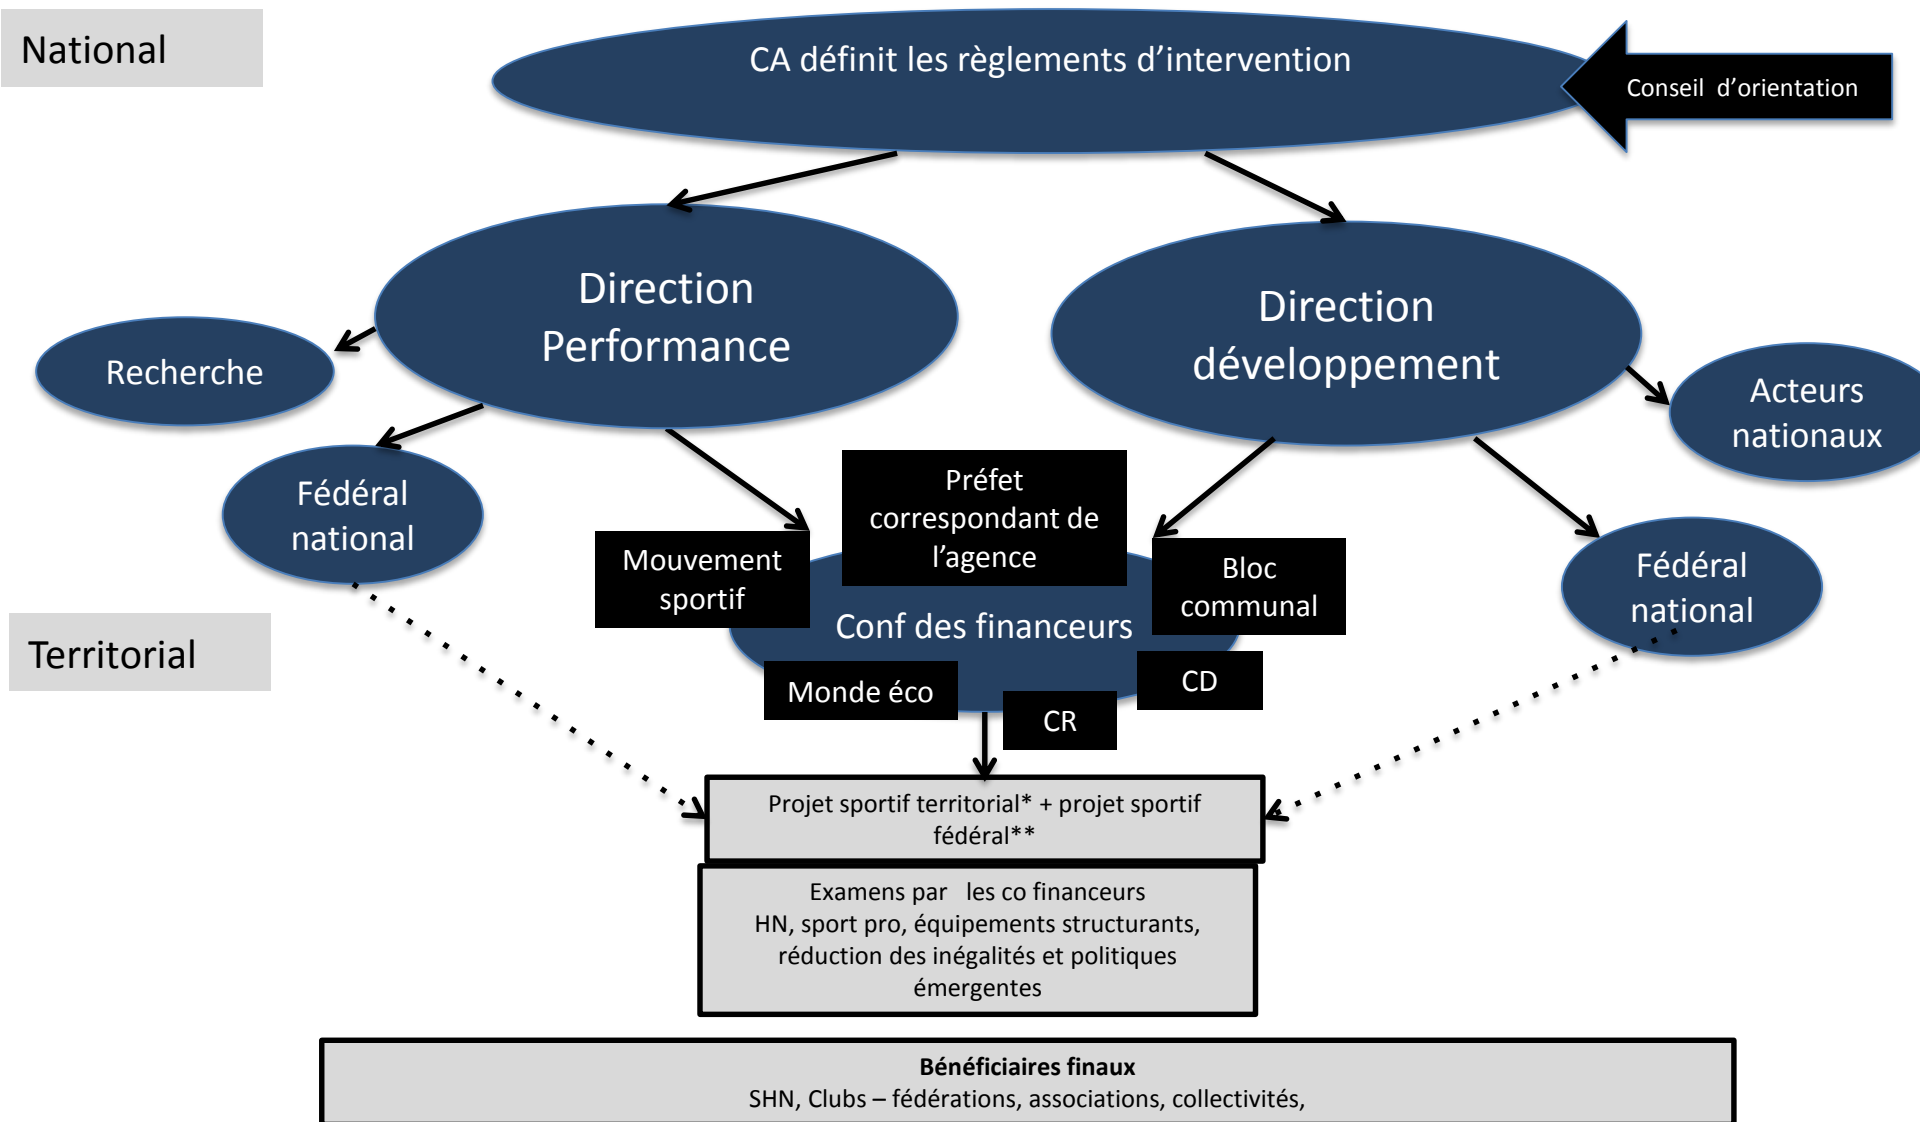 National
CA définit les règlements d’intervention
Conseil d’orientation
Direction
Performance
Direction
développement
Recherche
Acteurs
nationaux
Fédéral
national
Préfet
correspondant de
l’agence
Mouvement
sportif
Bloc
communal
Fédéral
national
Territorial
Conf des financeurs
Monde éco
CD
CR
Projet sportif territorial* + projet sportif
fédéral**
Examens par les co financeurs
HN, sport pro, équipements structurants,
réduction des inégalités et politiques
émergentes
Bénéficiaires finaux
SHN, Clubs – fédérations, associations, collectivités,